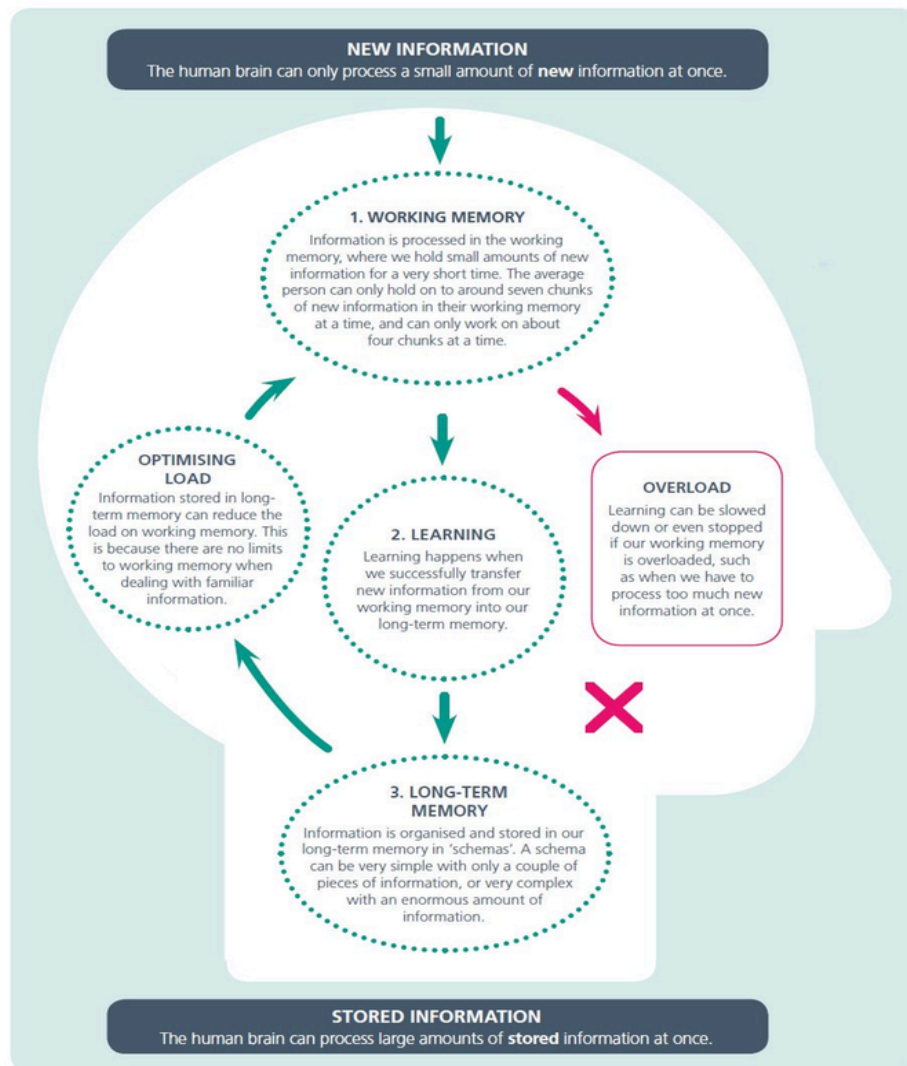 NEW INFORMATION
The human brain can only process a small amount of new information at once.
1. WORKING MEMORY
Information is processed in the working
memory, where we hold small amounts of new
information for a very short time. The average
person can only hold on to around seven chunks
of new information in their working memory
at a time, and can only work on about
four chunks at a time.
OPTIMISING
LOAD
Information stored in long-
term memory can reduce the
load on working memory. This
is because there are no limits
to working memory when
dealing with familiar
information.
2. LEARNING
Learning happens when
we successfully transfer
new information from our
working memory into our
long-term memory.
OVERLOAD
Learning can be slowed
down or even stopped
if our working memory
is overloaded, such
as when we have to
process too much new
information at once.
3. LONG-TERM
MEMORY
Information is organised and stored in our
long-term memory in ‘schemas’. A schema
can be very simple with only a couple of
pieces of information, or very complex
with an enormous amount of
information.
STORED INFORMATION
The human brain can process large amounts of stored information at once.